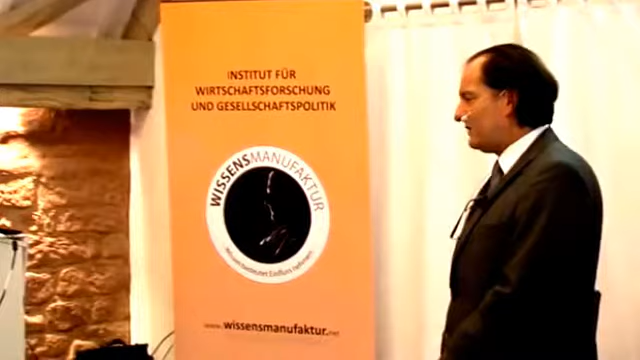 INSTITUT FÜR
WIRTSCHAFTSFORSCHUNG
UND GESELLSCHAFTSPOLITIK
WISSENSMANUFAKTUR
www.wissensmanufaktur.net